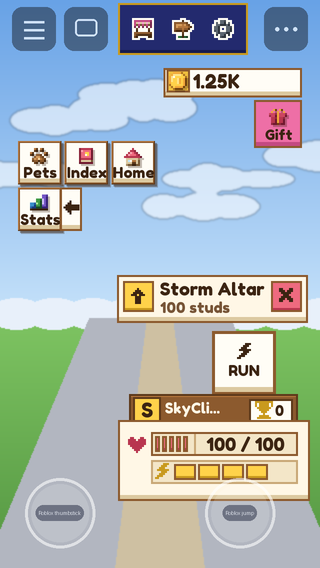 1.25K
Gift
Pets
Index
Home
Stats
Storm Altar
100 studs
RUN
S
SkyCli...
0
100 / 100
Roblox thumbstick
Roblox jump